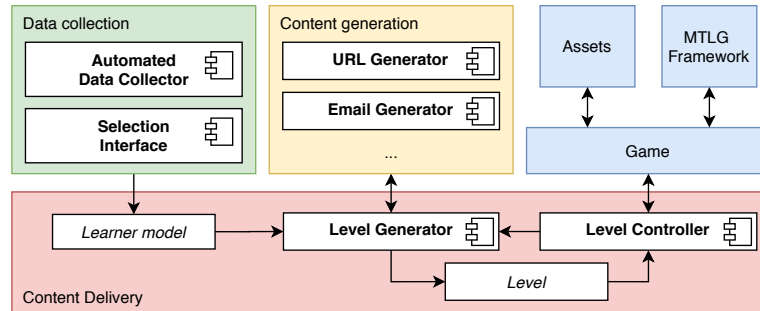 Data collection
Automated
Data Collector
Selection
Interface
Content generation
URL Generator
Email Generator
...
Assets
MTLG
Framework
Game
Learner model
Level Generator
Level Controller
Level
Content Delivery